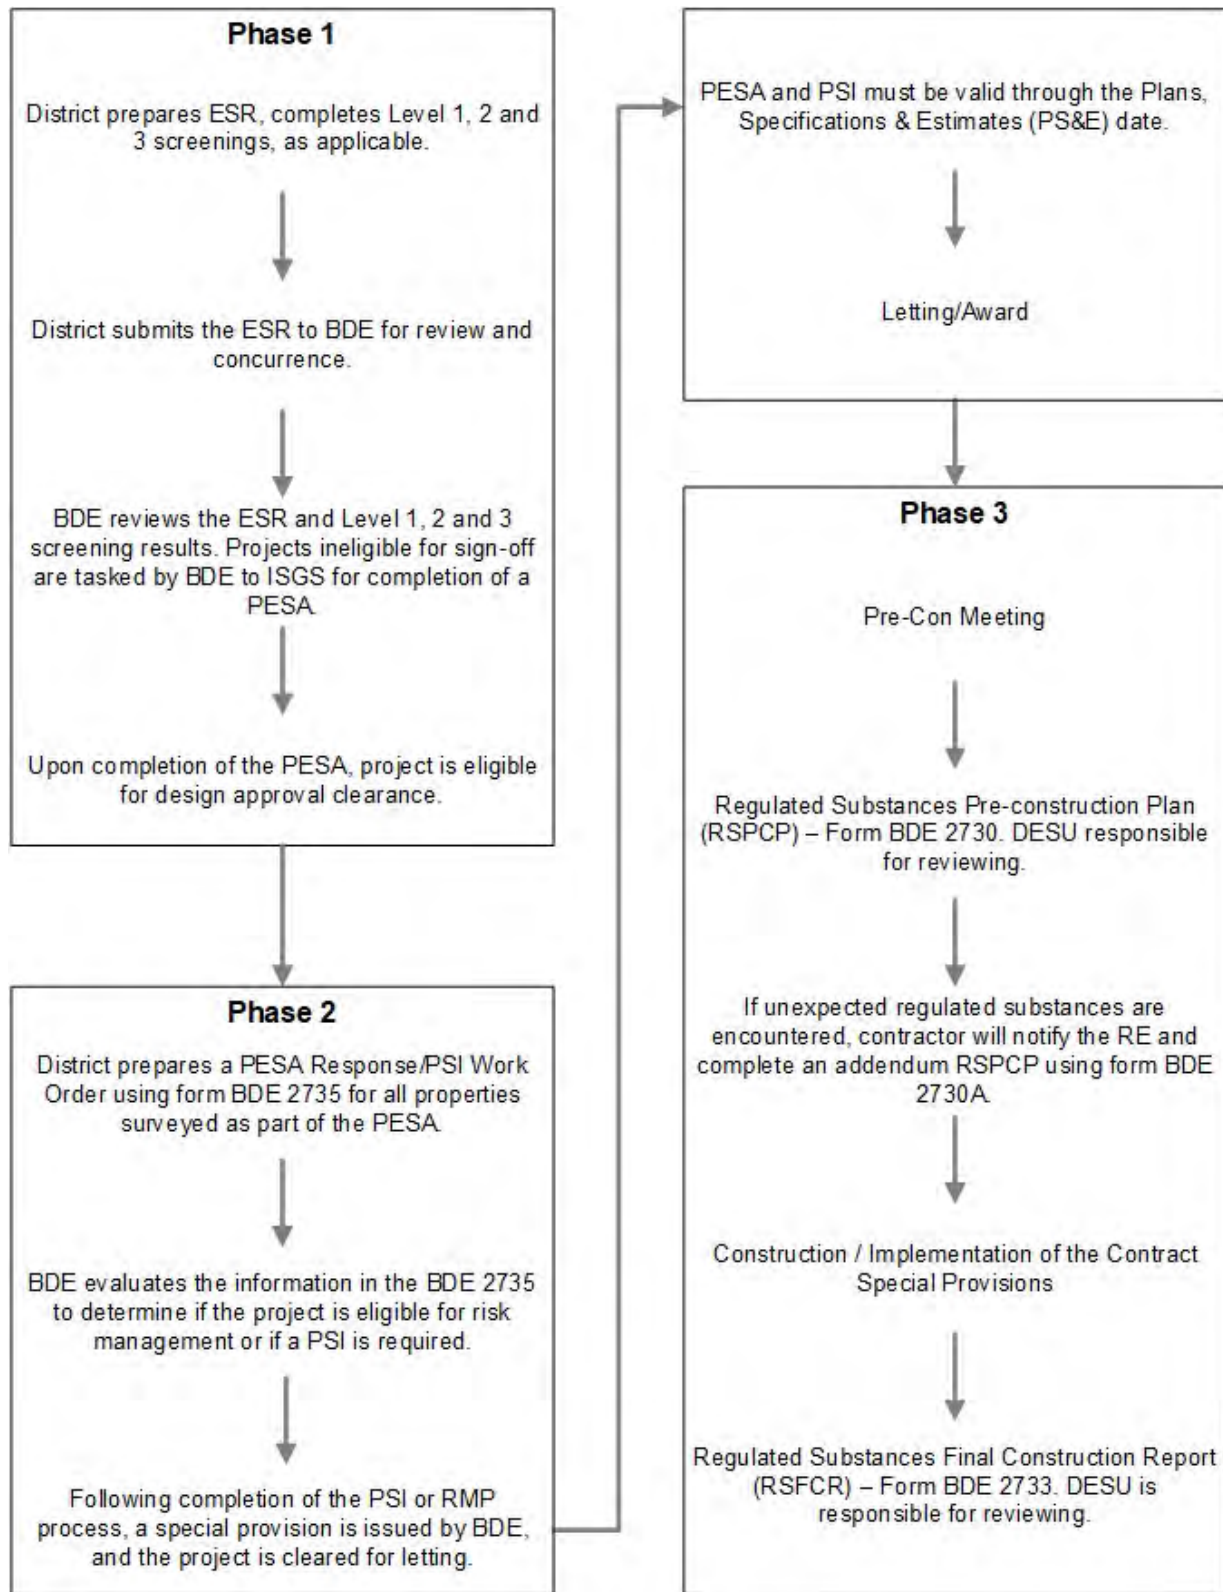 Phase 1
District prepares ESR, completes Level 1, 2 and
3 screenings, as applicable.
District submits the ESR to BDE for review and
concurrence.
BDE reviews the ESR and Level 1, 2 and 3
screening results. Projects ineligible for sign-off
are tasked by BDE to ISGS for completion of a
PESA.
Upon completion of the PESA, project is eligible
for design approval clearance.
Phase 2
District prepares a PESA Response/PSI Work
Order using form BDE 2735 for all properties
surveyed as part of the PESA.
BDE evaluates the information in the BDE 2735
to determine if the project is eligible for risk
management or if a PSI is required.
Following completion of the PSI or RMP
process, a special provision is issued by BDE,
and the project is cleared for letting.
PESA and PSI must be valid through the Plans,
Specifications & Estimates (PS&E) date.
Letting/Award
Phase 3
Pre-Con Meeting
Regulated Substances Pre-construction Plan
(RSPCP) – Form BDE 2730. DESU responsible
for reviewing.
If unexpected regulated substances are
encountered, contractor will notify the RE and
complete an addendum RSPCP using form BDE
2730A.
Construction / Implementation of the Contract
Special Provisions
Regulated Substances Final Construction Report
(RSFCR) – Form BDE 2733. DESU is
responsible for reviewing.